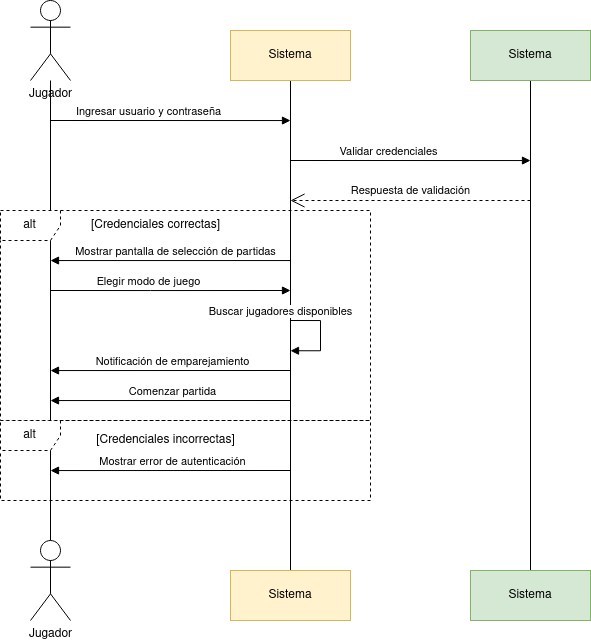 Sistema
Sistema
Jugador
Ingresar usuario y contraseña
Validar credenciales
Respuesta de validación
alt
[Credenciales correctas]
Mostrar pantalla de selección de partidas
Elegir modo de juego
Buscar jugadores disponibles
Notificación de emparejamiento
Comenzar partida
alt
[Credenciales incorrectas]
Mostrar error de autenticación
Sistema
Sistema
Jugador